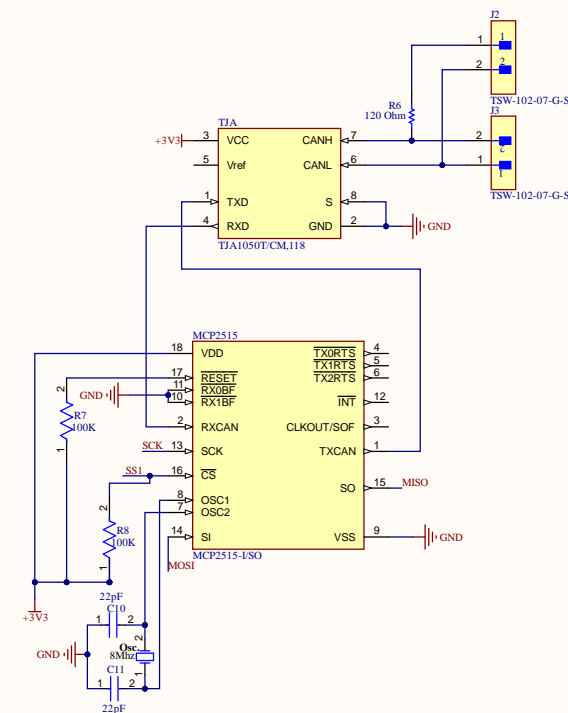 J2
1 1
2 2
TSW-102-07-G-S
J3
2 2
1 1
TSW-102-07-G-S
R6
120 Ohm
TJA
+3V3 3 VCC CANH 7
5 Vref CANL 6
1 TXD S 8
4 RXD GND 2 GND
TJA1050T/CM,118
MCP2515
18 VDD TX0RTS 4
TX1RTS 5
17 RESET TX2RTS 6
GND 11 RX0BF
10 RX1BF INT 12
2 RXCAN CLKOUT/SOF 3
SCK 13 SCK TXCAN 1
SS1 16 CS
SO 15 MISO
8 OSC1
7 OSC2
14 SI VSS 9 GND
MOSI
MCP2515-I/SO
2
R7
100K
1
2
R8
100K
1
+3V3
22pF
C10
1 2
GND
Osc.
8Mhz
2
1
C11
1 2
22pF